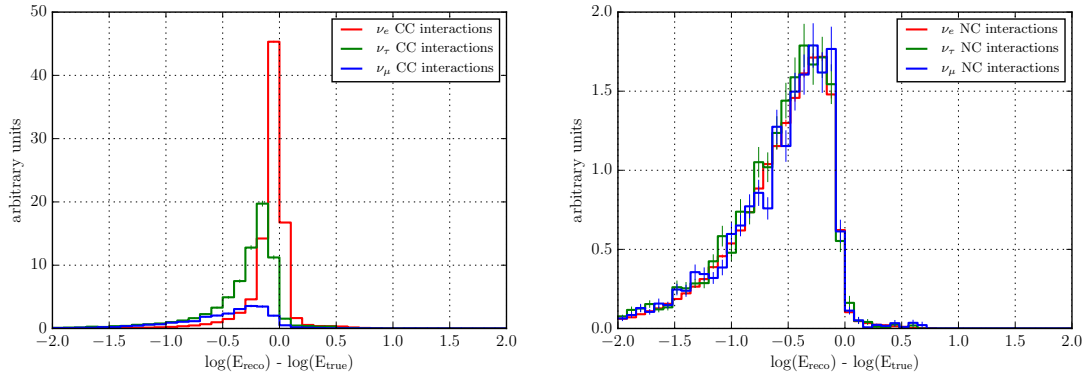 50
40
30
20
10
0
arbitrary units
ν_e CC interactions
ν_τ CC interactions
ν_μ CC interactions
−2.0 −1.5 −1.0 −0.5 0.0 0.5 1.0 1.5 2.0
log(E_reco) - log(E_true)
2.0
1.5
1.0
0.5
0.0
arbitrary units
ν_e NC interactions
ν_τ NC interactions
ν_μ NC interactions
−2.0 −1.5 −1.0 −0.5 0.0 0.5 1.0 1.5 2.0
log(E_reco) - log(E_true)